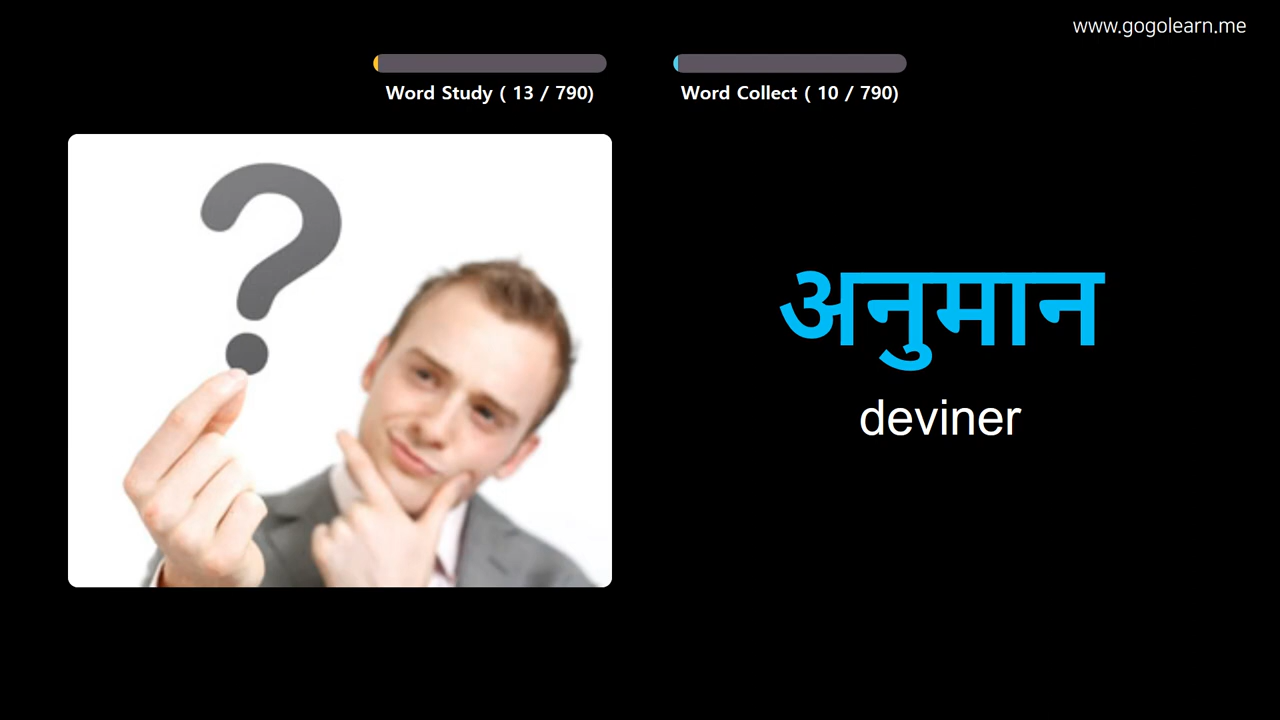 www.gogolearn.me
Word Study ( 13 / 790)
Word Collect ( 10 / 790)
अनुमान
deviner